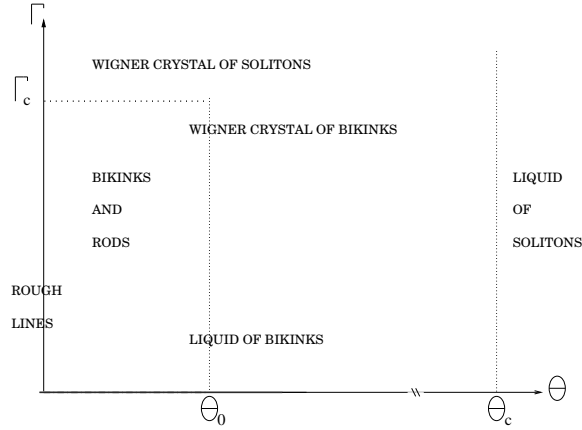 Γ
WIGNER CRYSTAL OF SOLITONS
Γc
WIGNER CRYSTAL OF BIKINKS
BIKINKS
AND
RODS
LIQUID
OF
SOLITONS
ROUGH
LINES
LIQUID OF BIKINKS
Θ
Θ0
Θc